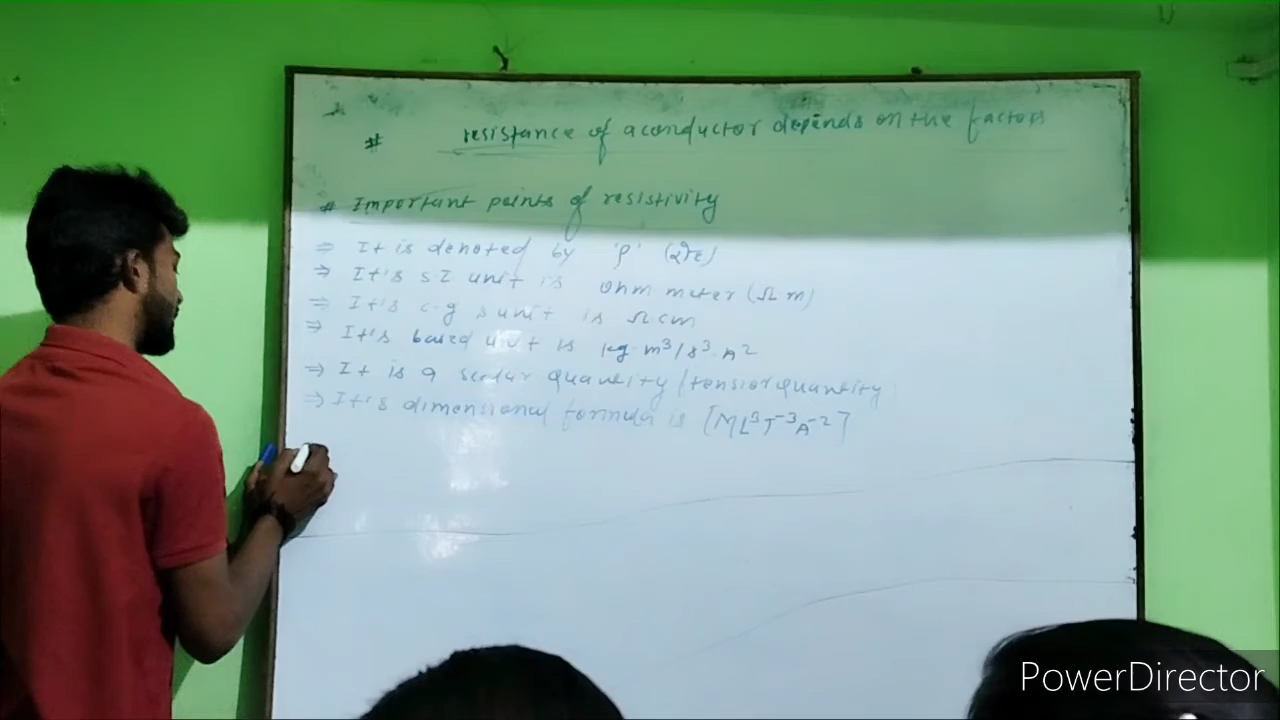 # resistance of a conductor depends on the factors
# Important points of resistivity
⇒ It is denoted by 'ρ' (रोह)
⇒ It's S.I unit is ohm meter (Ω m)
⇒ It's c.g s unit is Ω cm
⇒ It's based unit is kg m³/s³. A²
⇒ It is a scalar quantity / tensior quantity
⇒ It's dimensional formula is [ML³T⁻³A⁻²]
PowerDirector